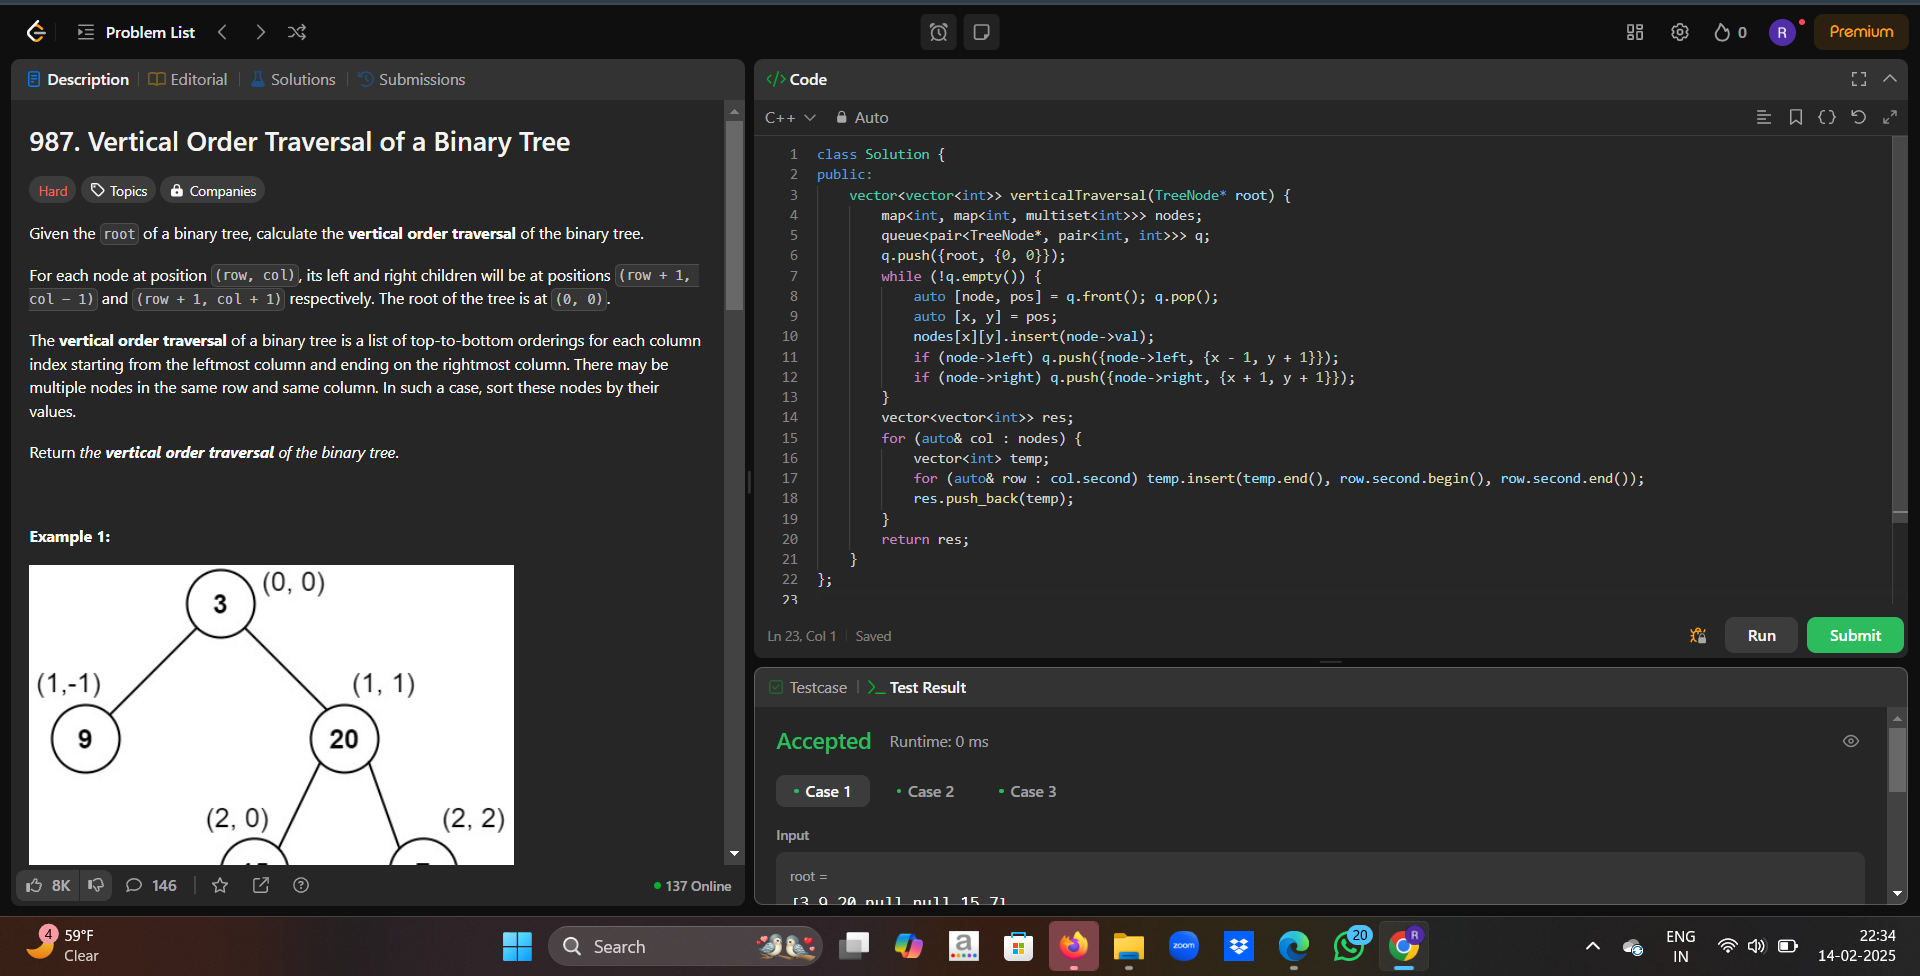 Problem List
0
R
Premium
Description
Editorial
Solutions
Submissions
987. Vertical Order Traversal of a Binary Tree
Hard
Topics
Companies
Given the root of a binary tree, calculate the vertical order traversal of the binary tree.
For each node at position (row, col), its left and right children will be at positions (row + 1,
col - 1) and (row + 1, col + 1) respectively. The root of the tree is at (0, 0).
The vertical order traversal of a binary tree is a list of top-to-bottom orderings for each column
index starting from the leftmost column and ending on the rightmost column. There may be
multiple nodes in the same row and same column. In such a case, sort these nodes by their
values.
Return the vertical order traversal of the binary tree.
Example 1:
3 (0, 0)
(1,-1) (1, 1)
9 20
(2, 0) (2, 2)
8K
146
137 Online
</> Code
C++
Auto
1 class Solution {
2 public:
3 vector<vector<int>> verticalTraversal(TreeNode* root) {
4 map<int, map<int, multiset<int>>> nodes;
5 queue<pair<TreeNode*, pair<int, int>>> q;
6 q.push({root, {0, 0}});
7 while (!q.empty()) {
8 auto [node, pos] = q.front(); q.pop();
9 auto [x, y] = pos;
10 nodes[x][y].insert(node->val);
11 if (node->left) q.push({node->left, {x - 1, y + 1}});
12 if (node->right) q.push({node->right, {x + 1, y + 1}});
13 }
14 vector<vector<int>> res;
15 for (auto& col : nodes) {
16 vector<int> temp;
17 for (auto& row : col.second) temp.insert(temp.end(), row.second.begin(), row.second.end());
18 res.push_back(temp);
19 }
20 return res;
21 }
22 };
23
Ln 23, Col 1
Saved
Run
Submit
Testcase
Test Result
Accepted
Runtime: 0 ms
Case 1
Case 2
Case 3
Input
root =
[3,9,20,null,null,15,7]
4
59°F
Clear
Search
a
zoom
20
R
ENG
IN
22:34
14-02-2025